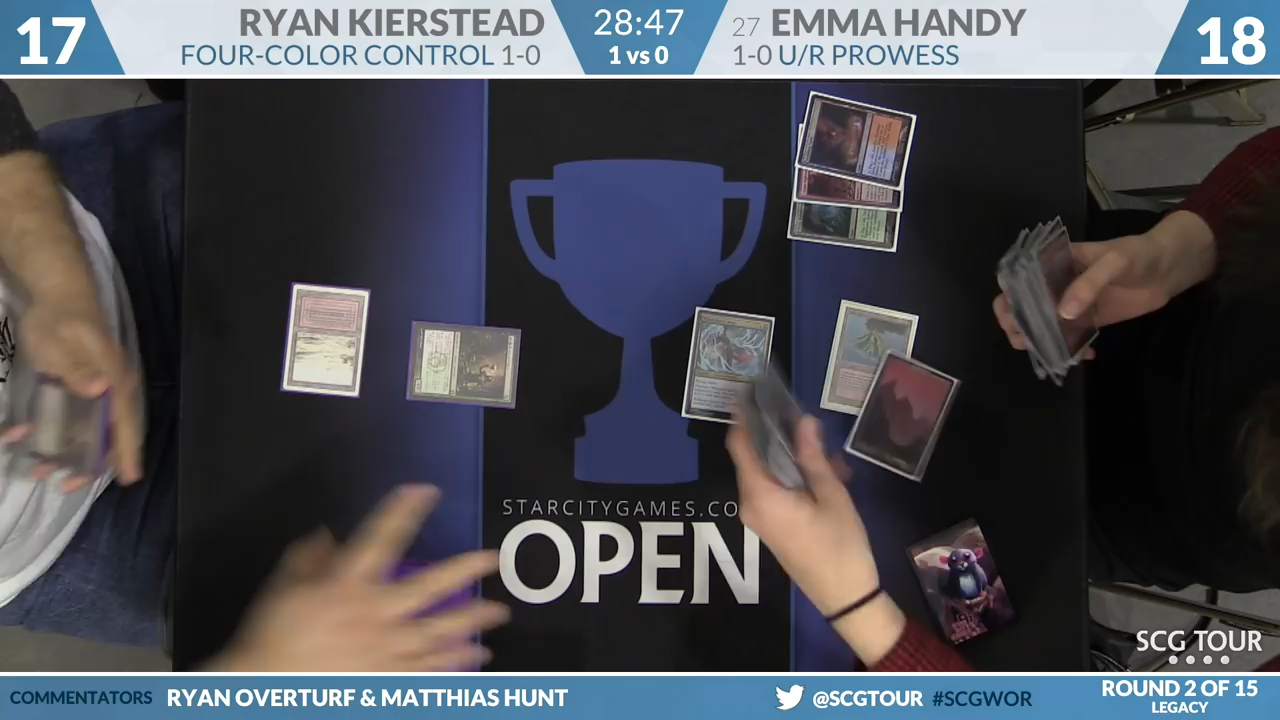 17
RYAN KIERSTEAD
FOUR-COLOR CONTROL 1-0
28:47
1 vs 0
27 EMMA HANDY
1-0 U/R PROWESS
18
STARCITYGAMES.CO
OPEN
SCG TOUR
COMMENTATORS RYAN OVERTURF & MATTHIAS HUNT
@SCGTOUR #SCGWOR
ROUND 2 OF 15
LEGACY